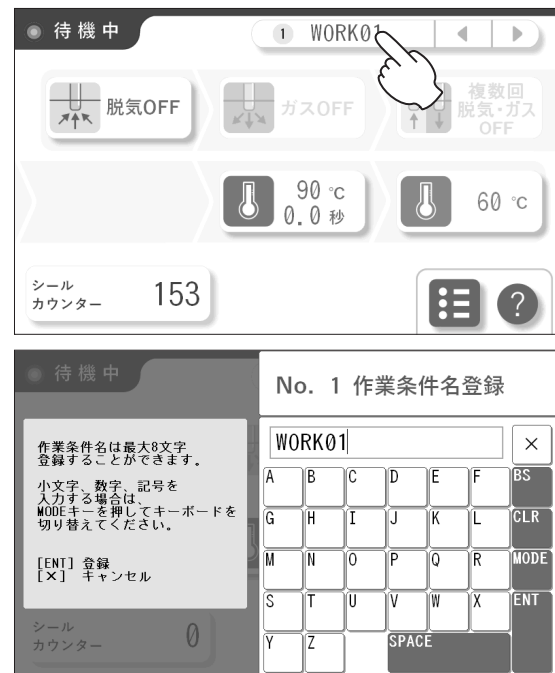 待機中
1 WORK01
脱気OFF
ガスOFF
複数回
脱気・ガス
OFF
90 ℃
0.0 秒
60 ℃
シール
カウンター 153
?
待機中
No. 1 作業条件名登録
作業条件名は最大8文字
登録することができます。
小文字、数字、記号を
入力する場合は、
MODEキーを押してキーボードを
切り替えてください。
[ENT] 登録
[×] キャンセル
シール
カウンター 0
WORK01 ×
A B C D E F BS
G H I J K L CLR
M N O P Q R MODE
S T U V W X ENT
Y Z SPACE